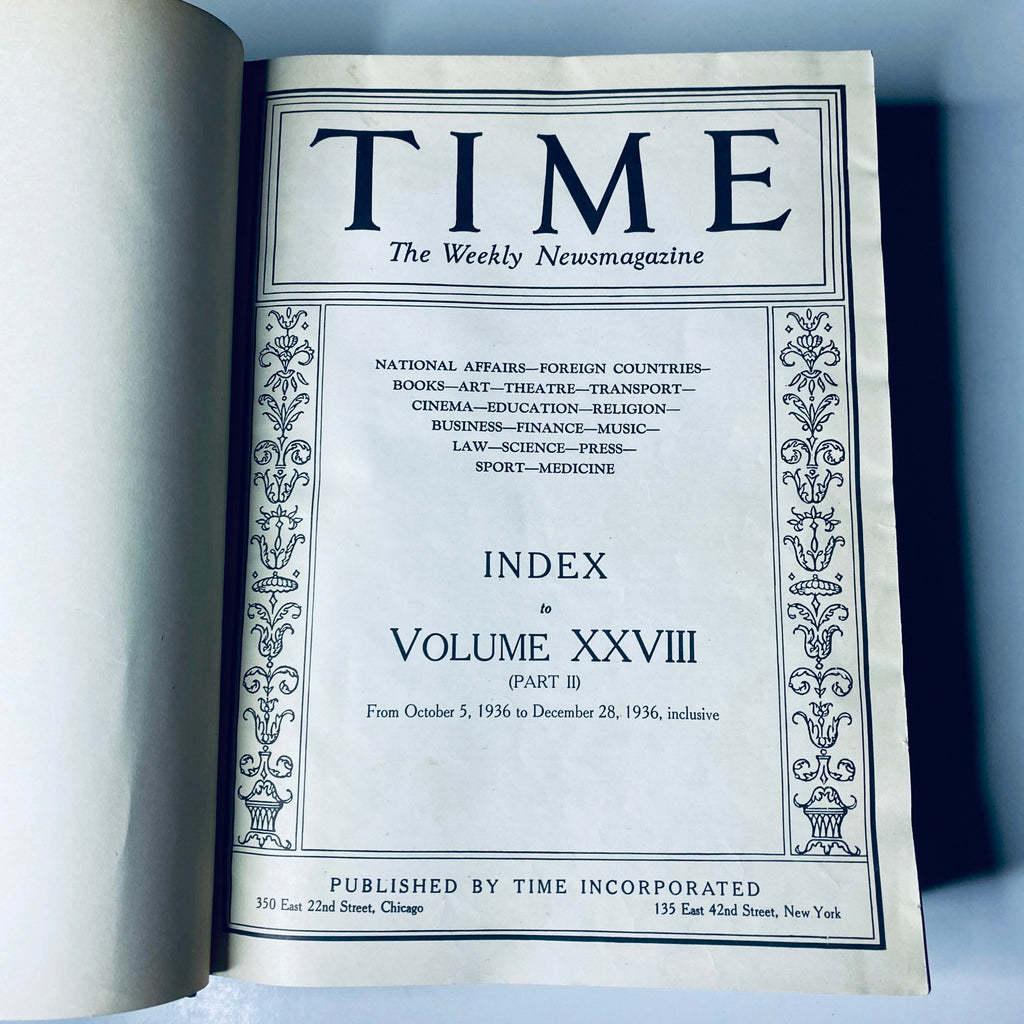 TIME
The Weekly Newsmagazine
NATIONAL AFFAIRS—FOREIGN COUNTRIES—
BOOKS—ART—THEATRE—TRANSPORT—
CINEMA—EDUCATION—RELIGION—
BUSINESS—FINANCE—MUSIC—
LAW—SCIENCE—PRESS—
SPORT—MEDICINE
INDEX
to
VOLUME XXVIII
(PART II)
From October 5, 1936 to December 28, 1936, inclusive
PUBLISHED BY TIME INCORPORATED
350 East 22nd Street, Chicago
135 East 42nd Street, New York